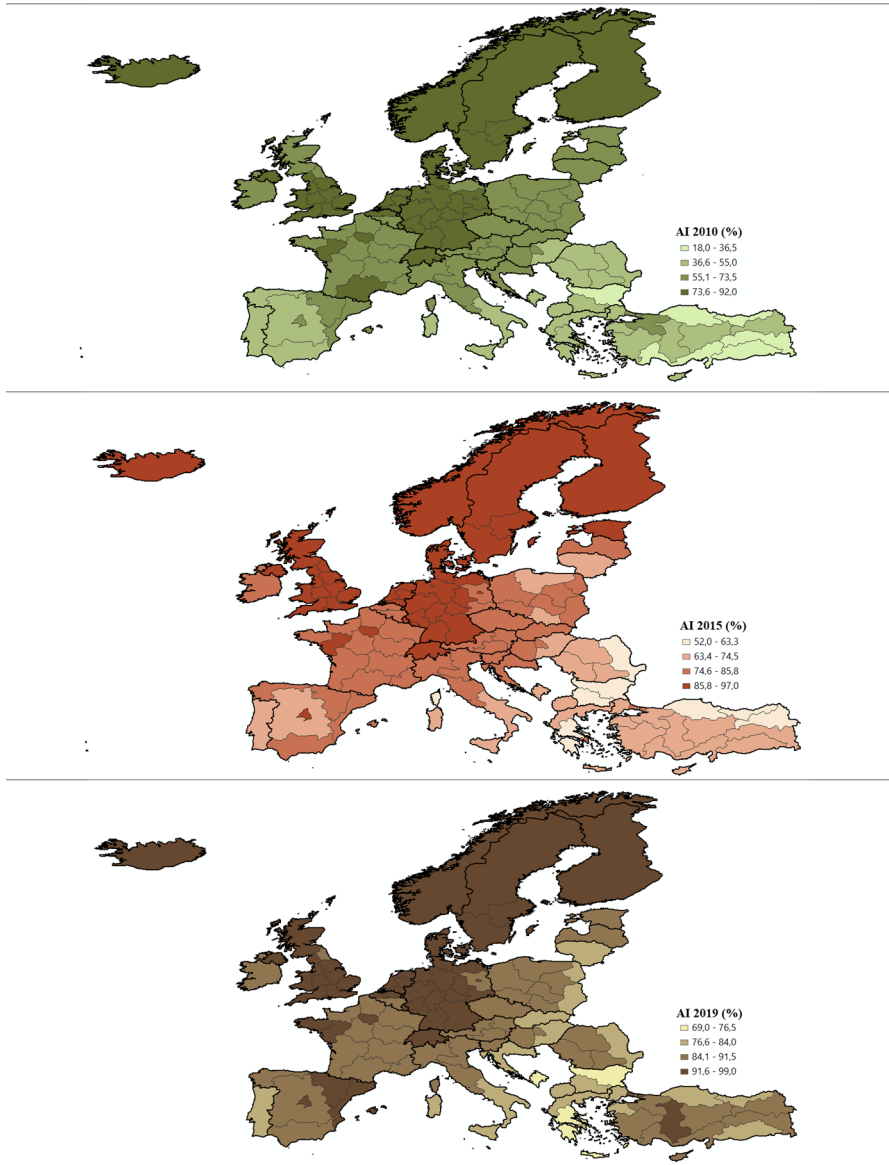 AI 2010 (%)
18,0 - 36,5
36,6 - 55,0
55,1 - 73,5
73,6 - 92,0
AI 2015 (%)
52,0 - 63,3
63,4 - 74,5
74,6 - 85,8
85,8 - 97,0
AI 2019 (%)
69,0 - 76,5
76,6 - 84,0
84,1 - 91,5
91,6 - 99,0